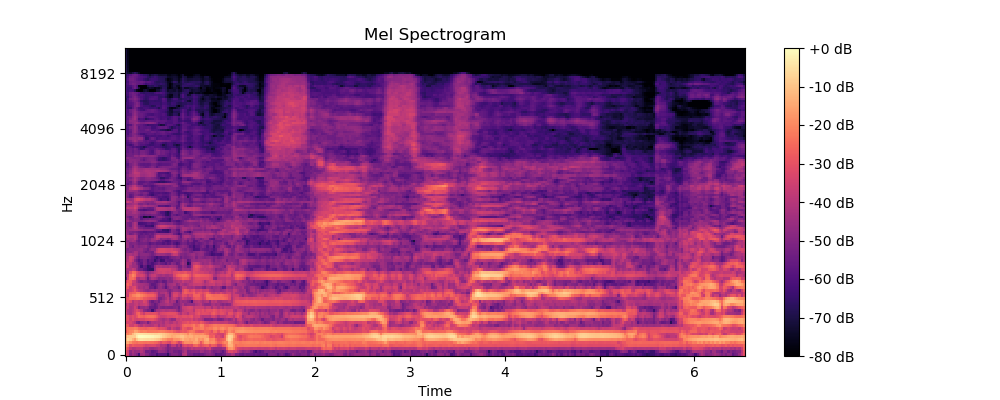 Mel Spectrogram
Hz
8192
4096
2048
1024
512
0
0 1 2 3 4 5 6
Time
+0 dB
-10 dB
-20 dB
-30 dB
-40 dB
-50 dB
-60 dB
-70 dB
-80 dB